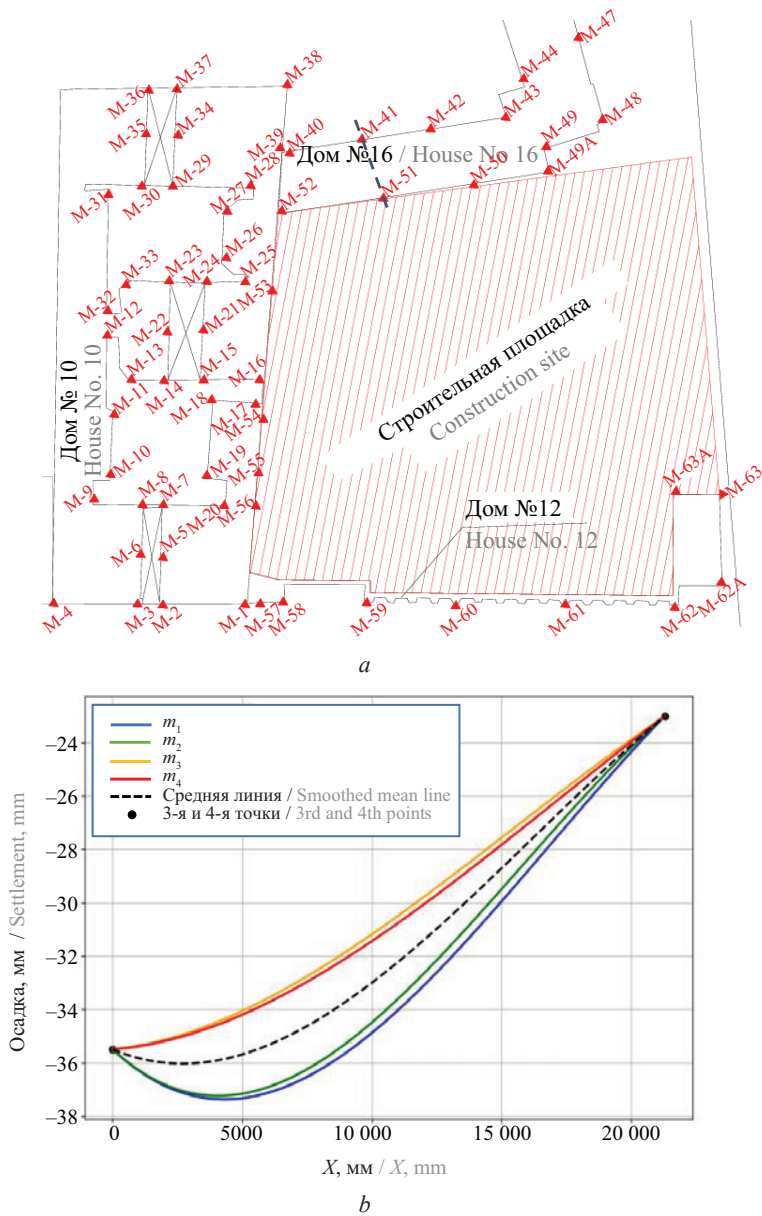 M-47
M-38
M-44
M-37
M-36
M-43
M-42
M-41
M-48
M-34
M-35
M-49
M-39
M-40
Дом №16 / House No 16
M-28
M-29
M-50
M-49A
M-30
M-51
M-31
M-27
M-52
M-26
M-33
M-23
M-24
M-25
M-53
M-32
M-12
M-22
M-21
Строительная площадка
Construction site
M-13
M-15
M-16
M-14
M-18
M-11
M-17
M-54
Дом № 10
House No. 10
M-10
M-19
M-55
M-63A
M-8
M-7
M-9
M-20
M-56
M-63
Дом №12
House No. 12
M-5
M-6
M-4
M-3
M-2
M-1
M-57
M-58
M-59
M-60
M-61
M-62
M-62A
a
m1
m2
m3
m4
Средняя линия / Smoothed mean line
3-я и 4-я точки / 3rd and 4th points
–24
–26
–28
–30
–32
–34
–36
–38
Осадка, мм / Settlement, mm
0
5000
10 000
15 000
20 000
X, мм / X, mm
b